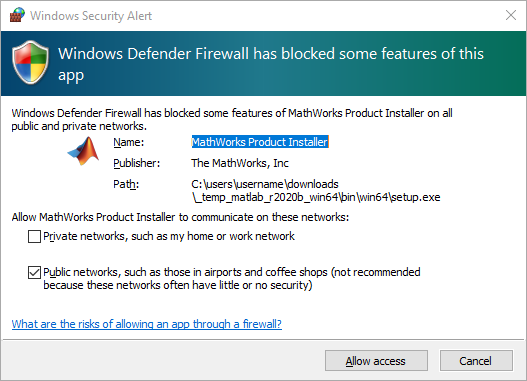 Windows Security Alert
Windows Defender Firewall has blocked some features of this
app
Windows Defender Firewall has blocked some features of MathWorks Product Installer on all
public and private networks.
Name: MathWorks Product Installer
Publisher: The MathWorks, Inc
Path: C:\users\username\downloads
\_temp_matlab_r2020b_win64\bin\win64\setup.exe
Allow MathWorks Product Installer to communicate on these networks:
Private networks, such as my home or work network
Public networks, such as those in airports and coffee shops (not recommended
because these networks often have little or no security)
What are the risks of allowing an app through a firewall?
Allow access Cancel